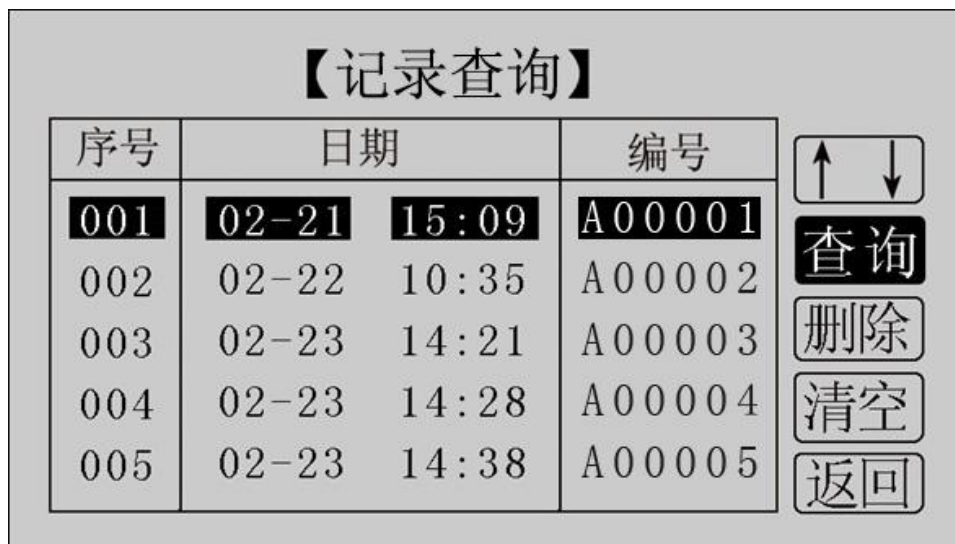 【记录查询】
序号 日期 编号
↑ ↓
001 02-21 15:09 A00001
查询
002 02-22 10:35 A00002
003 02-23 14:21 A00003
删除
004 02-23 14:28 A00004
清空
005 02-23 14:38 A00005
返回